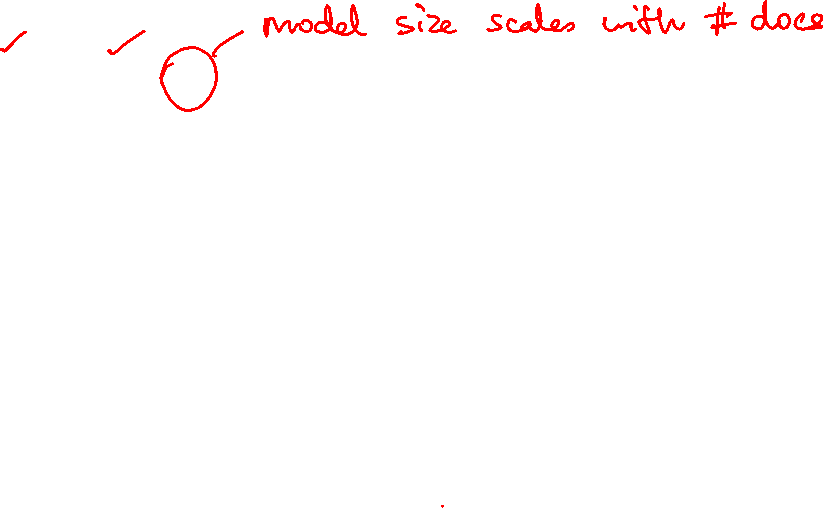 ✓ ✓ model size scales with # docs